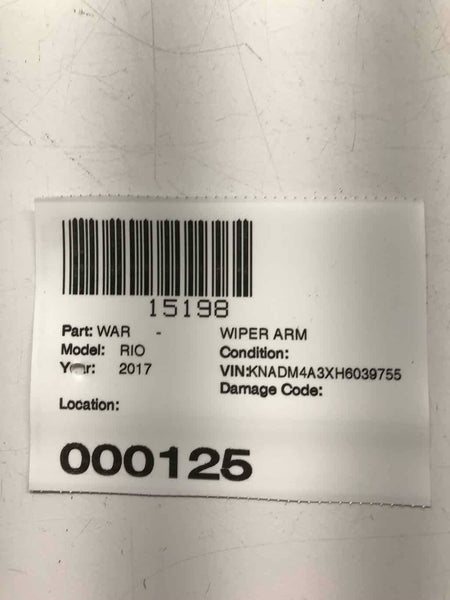 15198
Part: WAR - WIPER ARM
Model: RIO Condition:
Year: 2017 VIN:KNADM4A3XH6039755
Damage Code:
Location:
000125